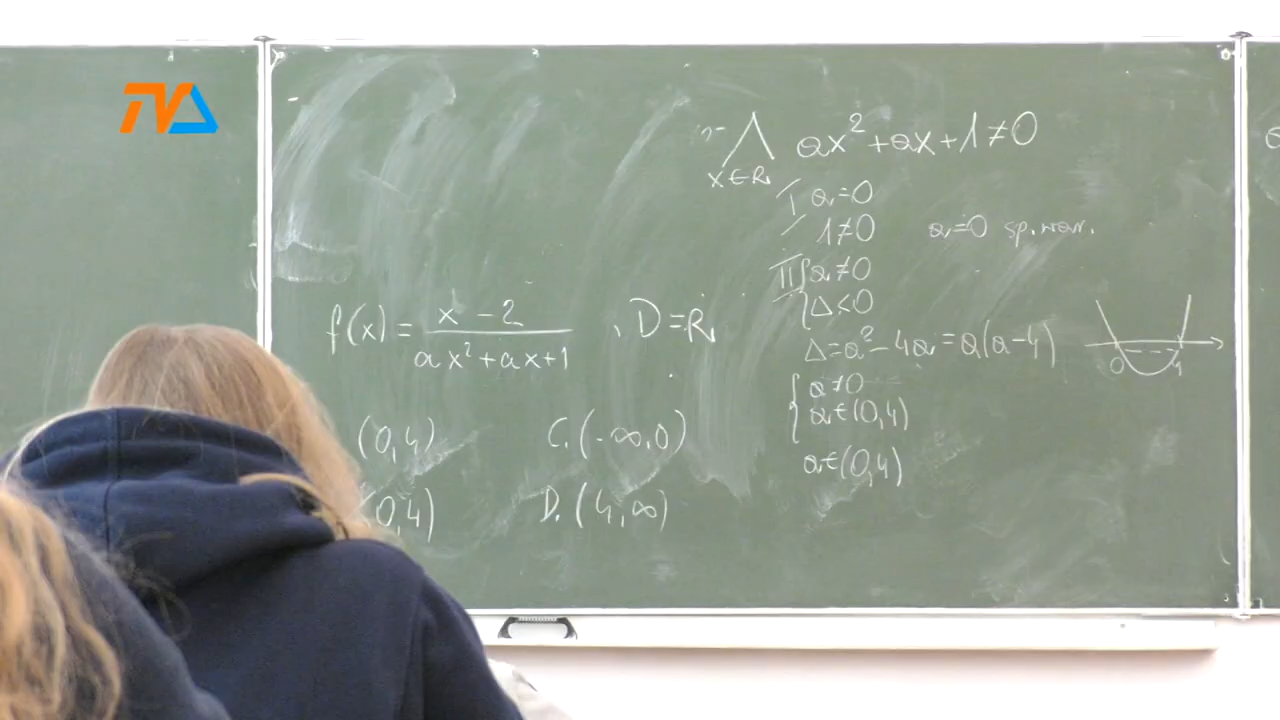 TVA
f(x) = x - 2 / ax² + ax + 1 , D = R
(0,4) C. (-∞,0)
0,4) D. (4,∞)
⋀ ax² + ax + 1 ≠ 0
x ∈ R
I a = 0
1 ≠ 0 a = 0 sp. war.
II { a ≠ 0
{ Δ < 0
Δ = a² - 4a = a(a - 4)
0 4
{ a ≠ 0
a ∈ (0,4)
a ∈ (0,4)